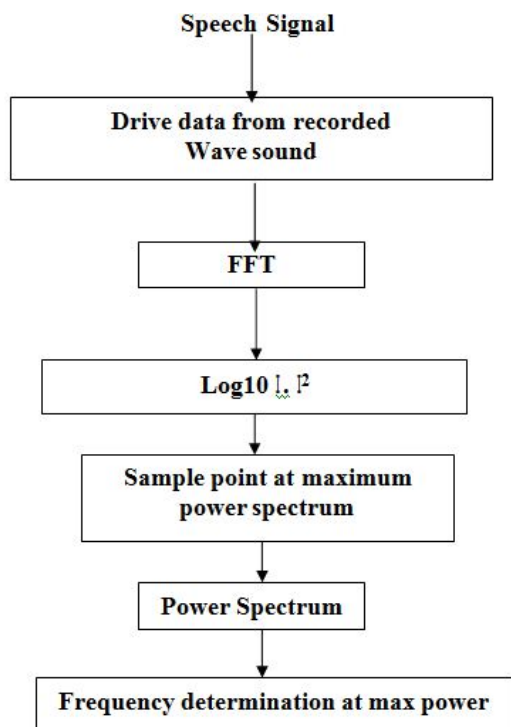 Speech Signal
Drive data from recorded
Wave sound
FFT
Log10 |. |²
Sample point at maximum
power spectrum
Power Spectrum
Frequency determination at max power